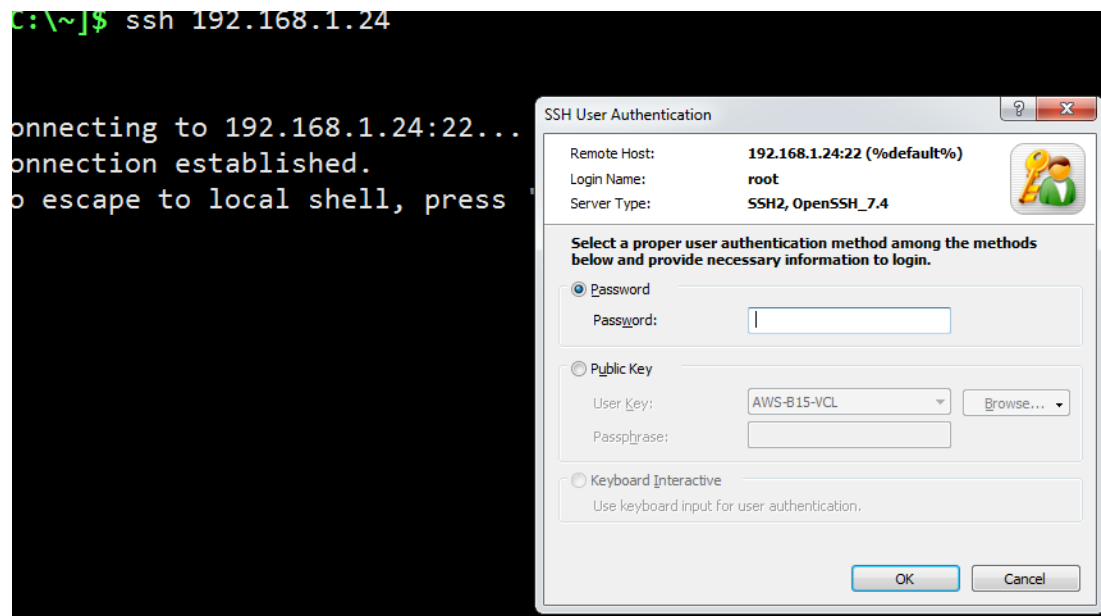 C:\~]$ ssh 192.168.1.24
onnecting to 192.168.1.24:22...
onnection established.
o escape to local shell, press '
SSH User Authentication
Remote Host: 192.168.1.24:22 (%default%)
Login Name: root
Server Type: SSH2, OpenSSH_7.4
Select a proper user authentication method among the methods
below and provide necessary information to login.
Password
Password:
Public Key
User Key: AWS-B15-VCL Browse...
Passphrase:
Keyboard Interactive
Use keyboard input for user authentication.
OK Cancel